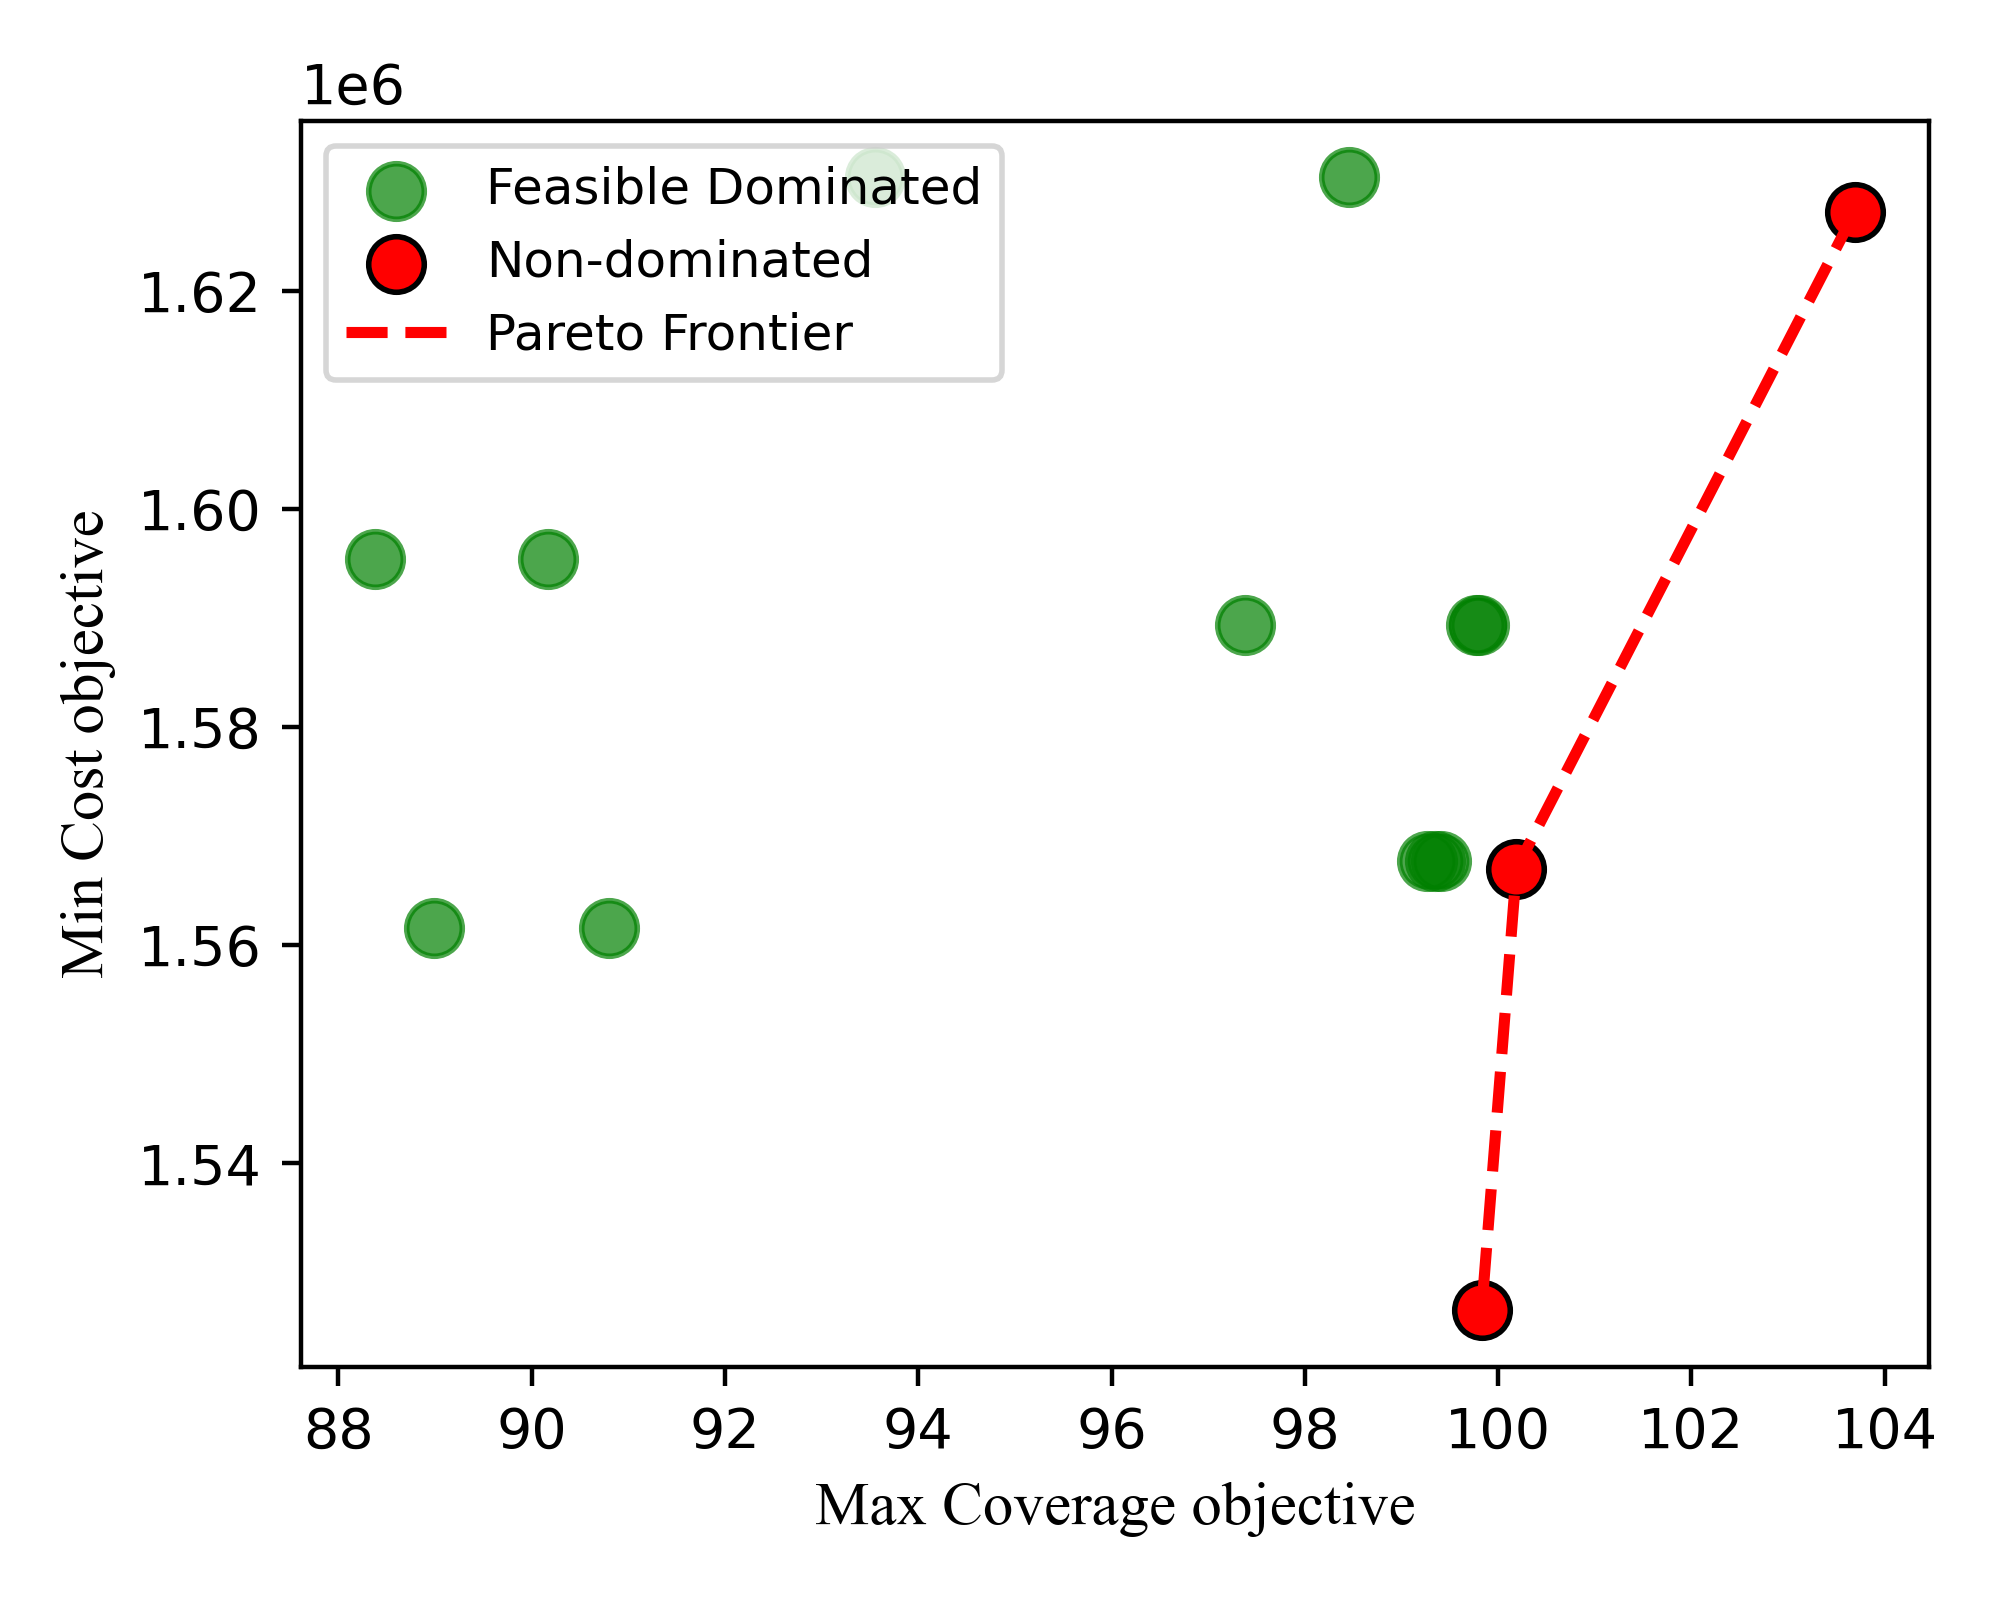 1e6
Feasible Dominated
Non-dominated
Pareto Frontier
1.62
1.60
1.58
1.56
1.54
Min Cost objective
88 90 92 94 96 98 100 102 104
Max Coverage objective